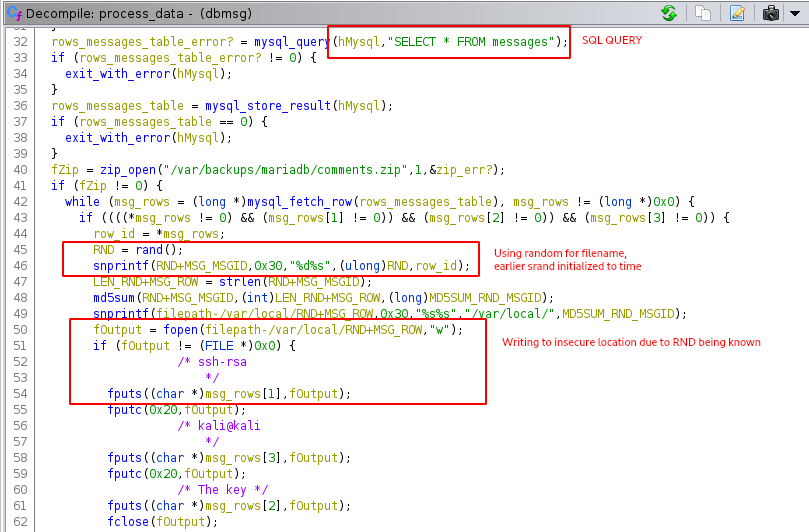 Decompile: process_data - (dbmsg)
31 }
32 rows_messages_table_error? = mysql_query(hMysql,"SELECT * FROM messages"); SQL QUERY
33 if (rows_messages_table_error? != 0) {
34 exit_with_error(hMysql);
35 }
36 rows_messages_table = mysql_store_result(hMysql);
37 if (rows_messages_table == 0) {
38 exit_with_error(hMysql);
39 }
40 fZip = zip_open("/var/backups/mariadb/comments.zip",1,&zip_err?);
41 if (fZip != 0) {
42 while (msg_rows = (long *)mysql_fetch_row(rows_messages_table), msg_rows != (long *)0x0) {
43 if ((((*msg_rows != 0) && (msg_rows[1] != 0)) && (msg_rows[2] != 0)) && (msg_rows[3] != 0)) {
44 row_id = *msg_rows;
45 RND = rand(); Using random for filename,
46 snprintf(RND+MSG_MSGID,0x30,"%d%s",(ulong)RND,row_id); earlier srand initialized to time
47 LEN_RND+MSG_ROW = strlen(RND+MSG_MSGID);
48 md5sum(RND+MSG_MSGID,(int)LEN_RND+MSG_ROW,(long)MD5SUM_RND_MSGID);
49 snprintf(filepath-/var/local/RND+MSG_ROW,0x30,"%s%s","/var/local/",MD5SUM_RND_MSGID);
50 fOutput = fopen(filepath-/var/local/RND+MSG_ROW,"w");
51 if (fOutput != (FILE *)0x0) { Writing to insecure location due to RND being known
52 /* ssh-rsa
53 */
54 fputs((char *)msg_rows[1],fOutput);
55 fputc(0x20,fOutput);
56 /* kali@kali
57 */
58 fputs((char *)msg_rows[3],fOutput);
59 fputc(0x20,fOutput);
60 /* The key */
61 fputs((char *)msg_rows[2],fOutput);
62 fclose(fOutput);